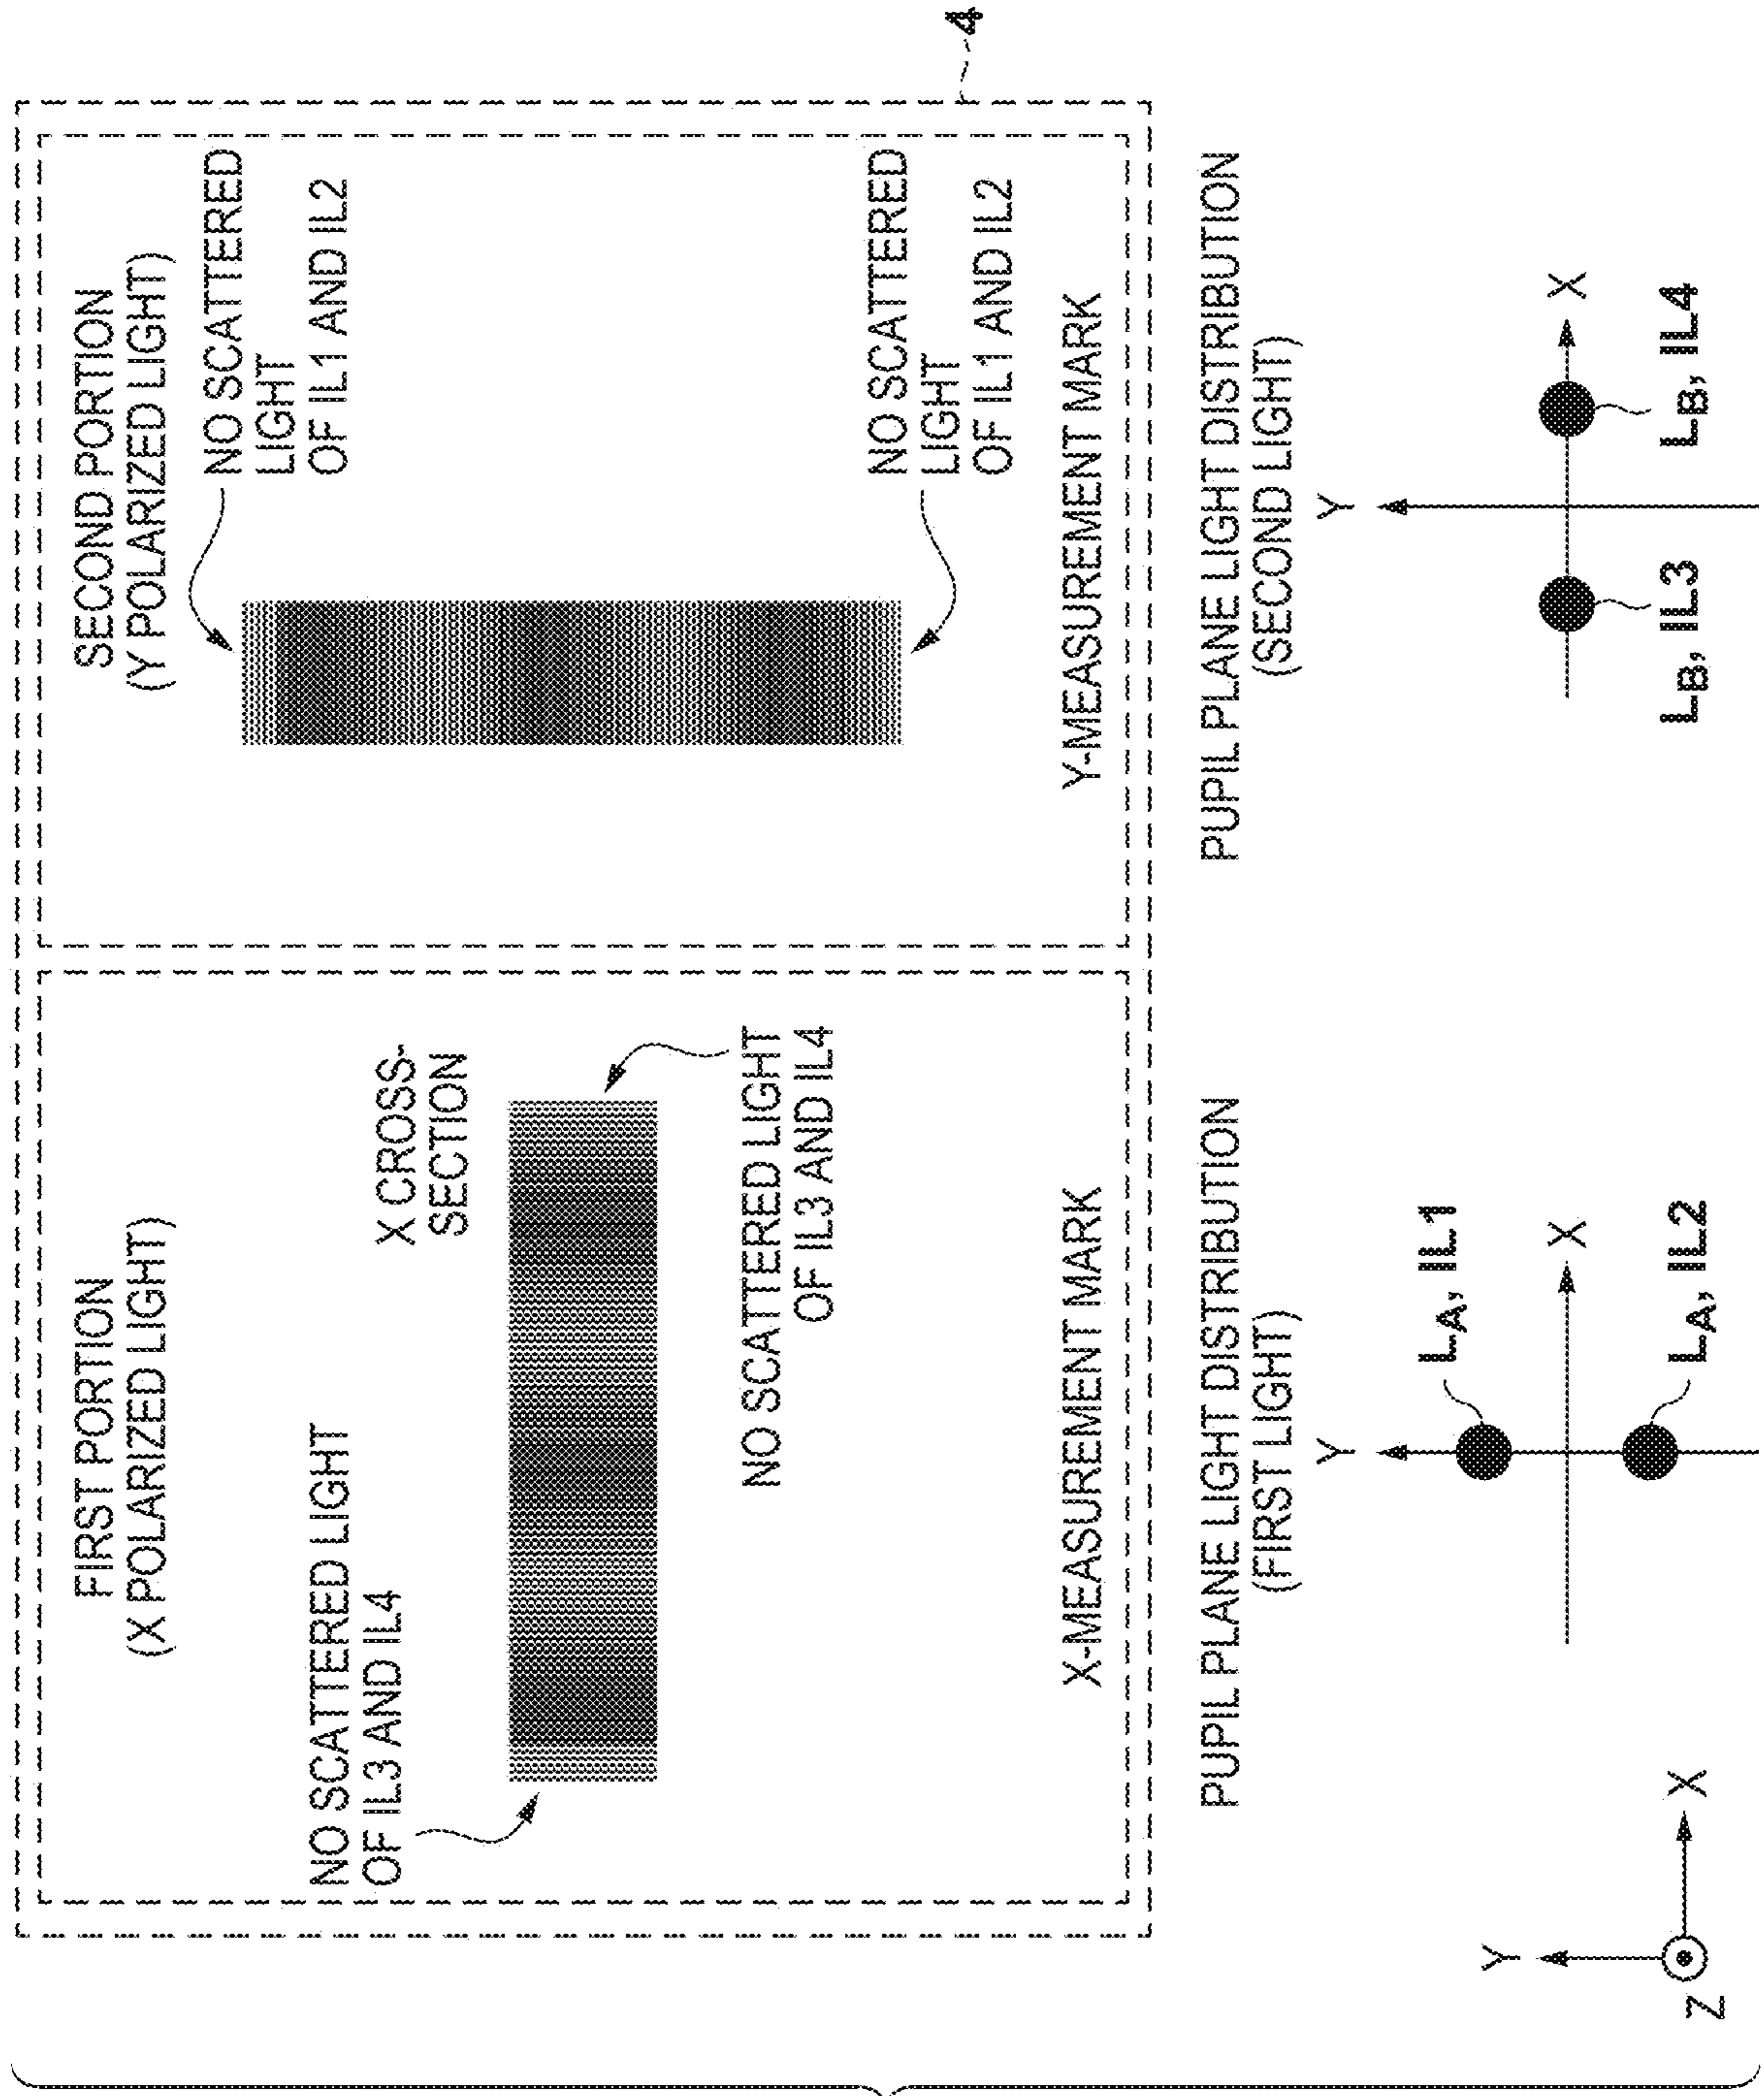 4
FIRST PORTION
(X POLARIZED LIGHT)
NO SCATTERED LIGHT
OF IL3 AND IL4
X CROSS-
SECTION
NO SCATTERED LIGHT
OF IL3 AND IL4
X-MEASUREMENT MARK
SECOND PORTION
(Y POLARIZED LIGHT)
NO SCATTERED
LIGHT
OF IL1 AND IL2
NO SCATTERED
LIGHT
OF IL1 AND IL2
Y-MEASUREMENT MARK
PUPIL PLANE LIGHT DISTRIBUTION
(FIRST LIGHT)
Y
LA, IL1
X
LA, IL2
PUPIL PLANE LIGHT DISTRIBUTION
(SECOND LIGHT)
Y
X
LB, IL3
LB, IL4
Y
X
Z